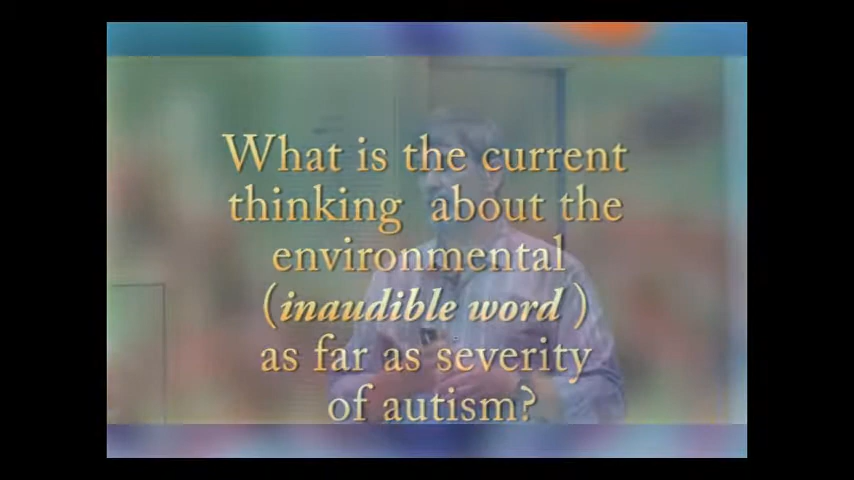 What is the current
thinking about the
environmental
(inaudible word )
as far as severity
of autism?